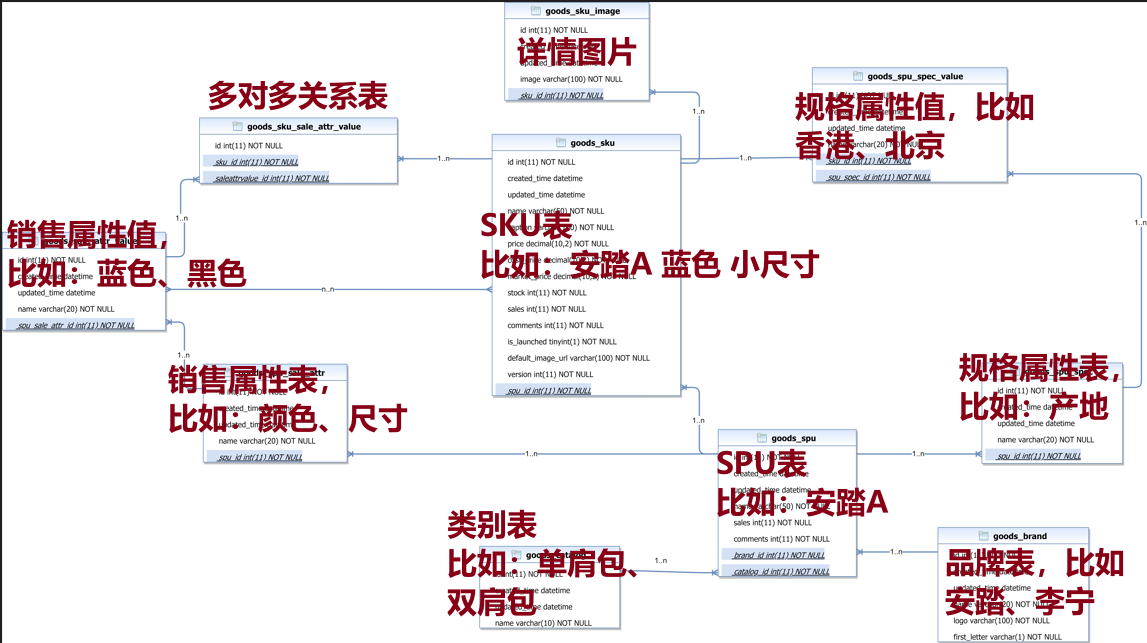 goods_sku_image
id int(11) NOT NULL
详情图片
image varchar(100) NOT NULL
sku_id int(11) NOT NULL
多对多关系表
goods_sku_sale_attr_value
id int(11) NOT NULL
sku_id int(11) NOT NULL
saleattrvalue_id int(11) NOT NULL
goods_spu_spec_value
规格属性值，比如
香港、北京
updated_time datetime
sku_id int(11) NOT NULL
spu_spec_id int(11) NOT NULL
1..n
1..n
1..n
1..n
1..n
goods_sku
id int(11) NOT NULL
created_time datetime
updated_time datetime
name varchar(50) NOT NULL
SKU表
比如：安踏A 蓝色 小尺寸
price decimal(10,2) NOT NULL
stock int(11) NOT NULL
sales int(11) NOT NULL
comments int(11) NOT NULL
is_launched tinyint(1) NOT NULL
default_image_url varchar(100) NOT NULL
version int(11) NOT NULL
spu_id int(11) NOT NULL
销售属性值，
比如：蓝色、黑色
id int(11) NOT NULL
updated_time datetime
name varchar(20) NOT NULL
spu_sale_attr_id int(11) NOT NULL
n..n
1..n
销售属性表，
比如：颜色、尺寸
name varchar(20) NOT NULL
spu_id int(11) NOT NULL
规格属性表，
比如：产地
id int(11) NOT NULL
updated_time datetime
name varchar(20) NOT NULL
spu_id int(11) NOT NULL
1..n
1..n
1..n
goods_spu
SPU表
比如：安踏A
created_time datetime
updated_time datetime
sales int(11) NOT NULL
comments int(11) NOT NULL
brand_id int(11) NOT NULL
catalog_id int(11) NOT NULL
类别表
比如：单肩包、
双肩包
name varchar(10) NOT NULL
1..n
1..n
goods_brand
品牌表，比如
安踏、李宁
logo varchar(100) NOT NULL
first_letter varchar(1) NOT NULL